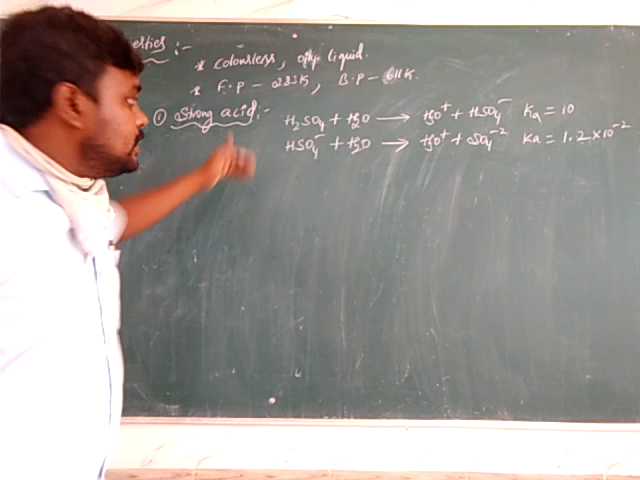 erties :-
* colourless, oily liquid.
* F.P - 283K, B.P - 611K.
① Strong acid :- H₂SO₄ + H₂O → H₃O⁺ + HSO₄⁻ Ka = 10
HSO₄⁻ + H₂O → H₃O⁺ + SO₄⁻² Ka = 1.2×10⁻²